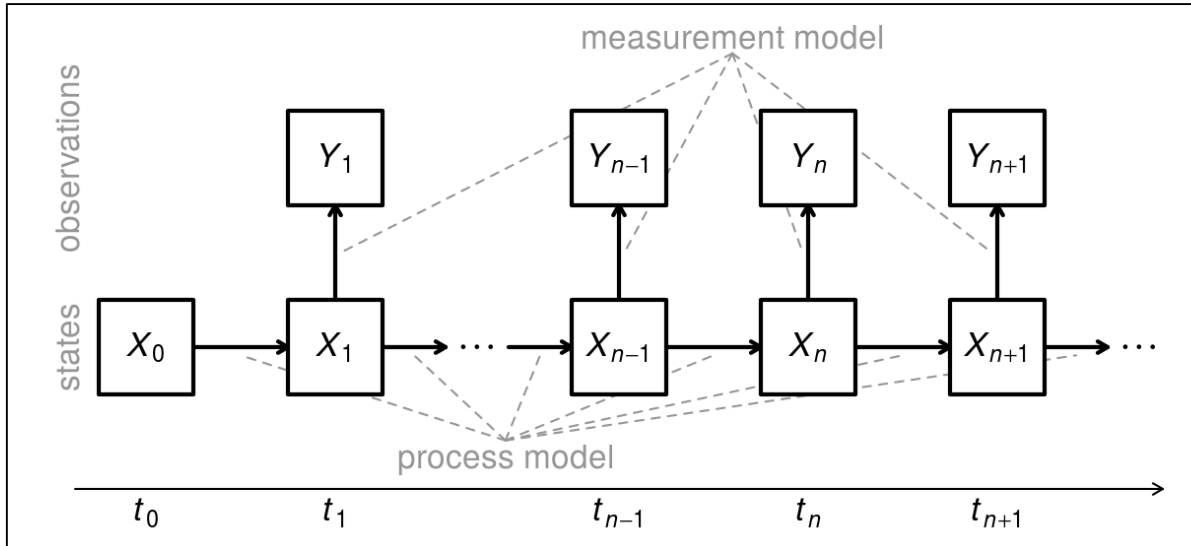 measurement model
observations
Y₁ Yₙ₋₁ Yₙ Yₙ₊₁
states
X₀ X₁ ··· Xₙ₋₁ Xₙ Xₙ₊₁ ···
process model
t₀ t₁ tₙ₋₁ tₙ tₙ₊₁